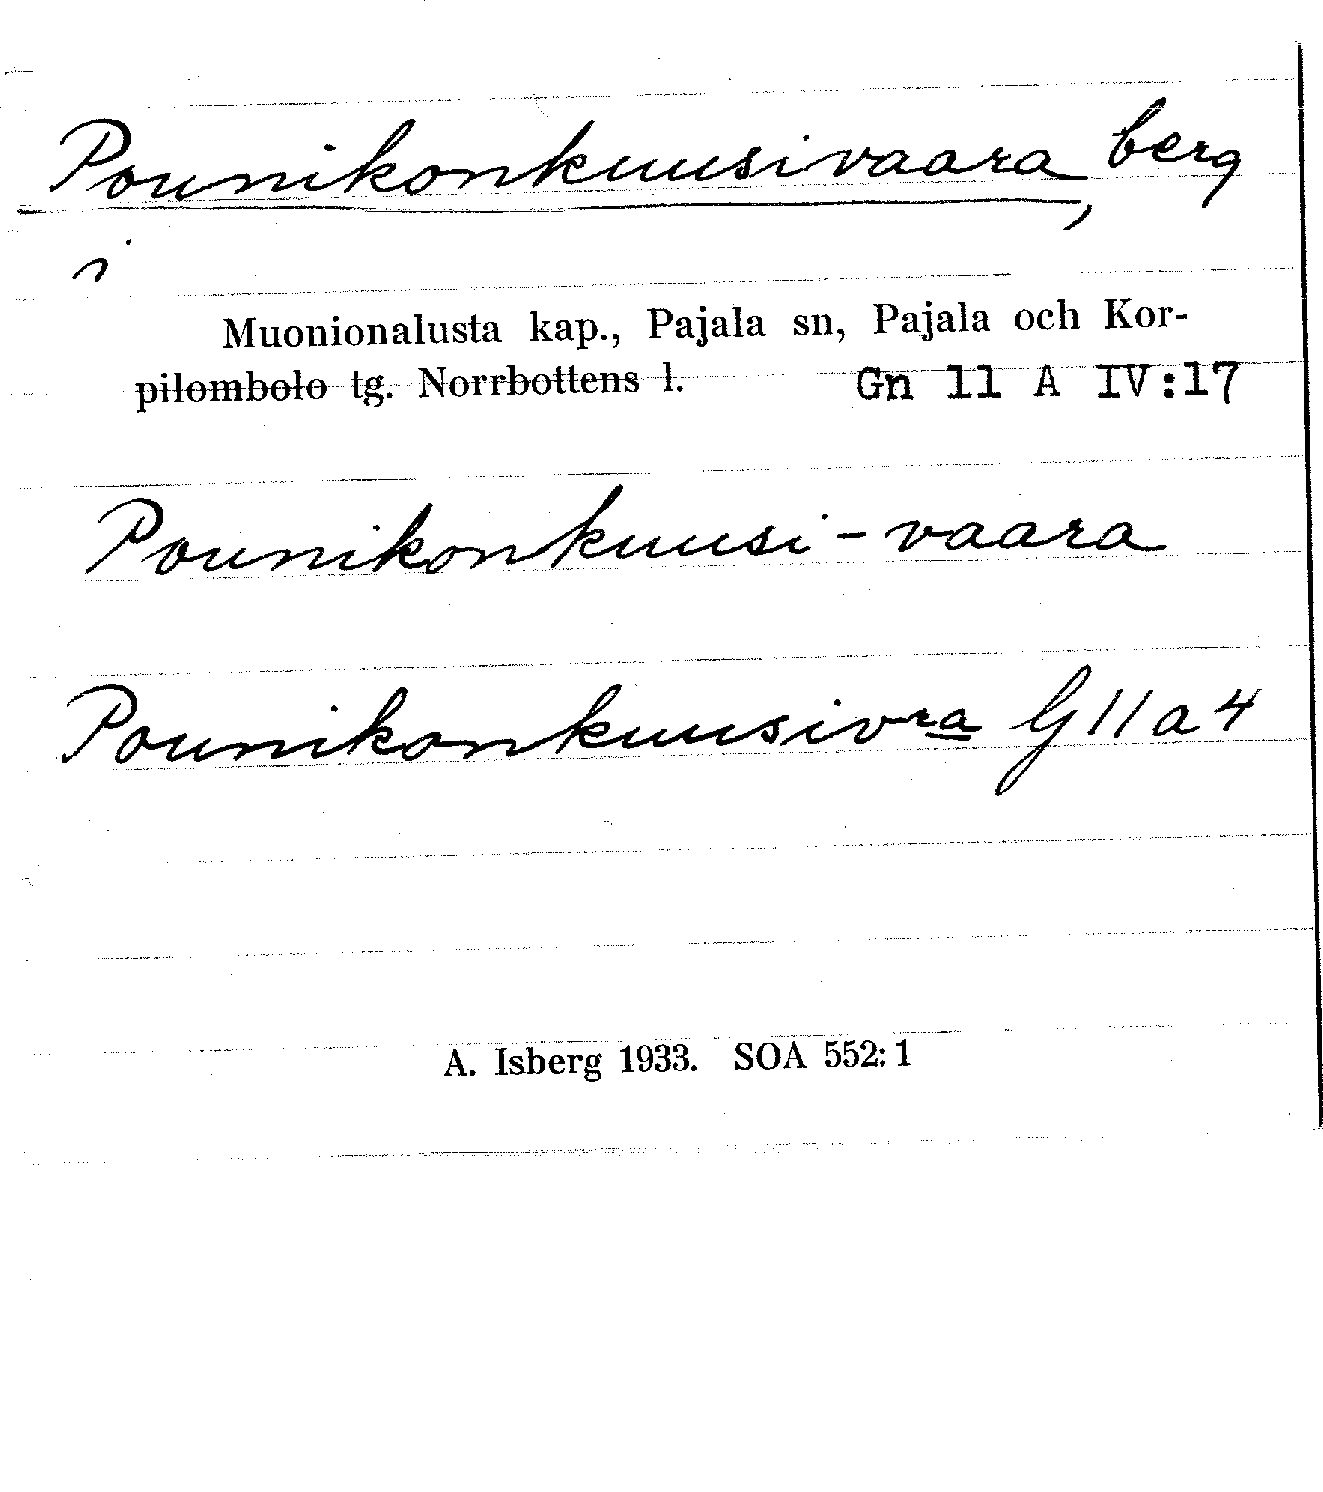 Pounikonkuusivaara, berg
i
Muonionalusta kap., Pajala sn, Pajala och Kor-
pilombolo tg. Norrbottens l. Gn 11 A IV:17
Pounikonkuusi-vaara
Pounikonkuusivra G11a4
A. Isberg 1933. SOA 552:1